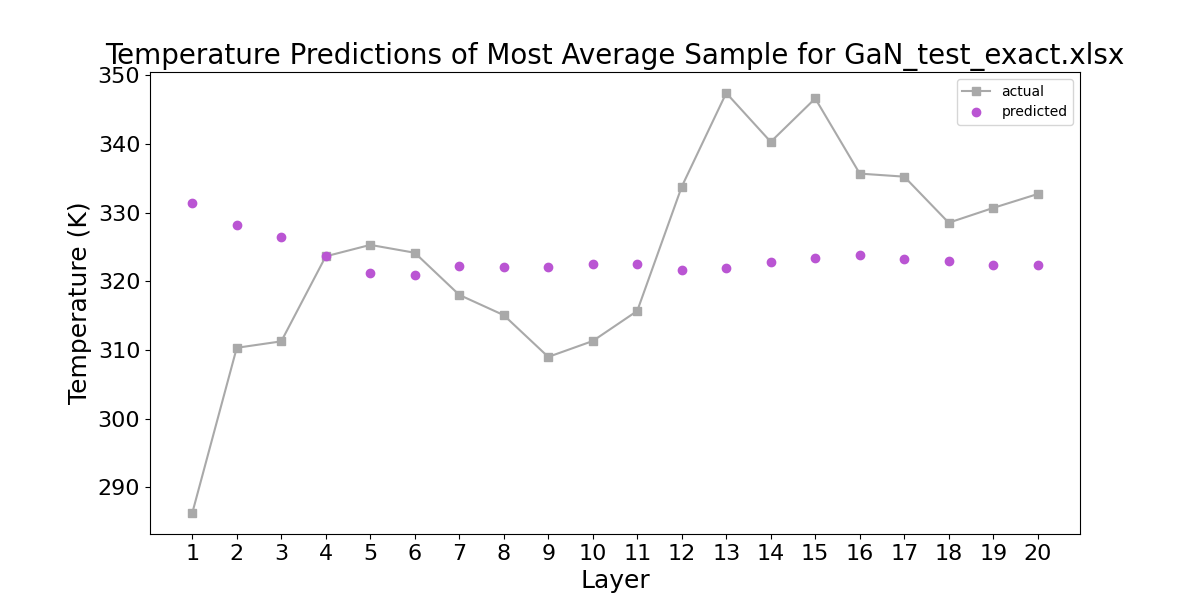 Temperature Predictions of Most Average Sample for GaN_test_exact.xlsx
350
340
330
320
310
300
290
Temperature (K)
actual
predicted
1 2 3 4 5 6 7 8 9 10 11 12 13 14 15 16 17 18 19 20
Layer